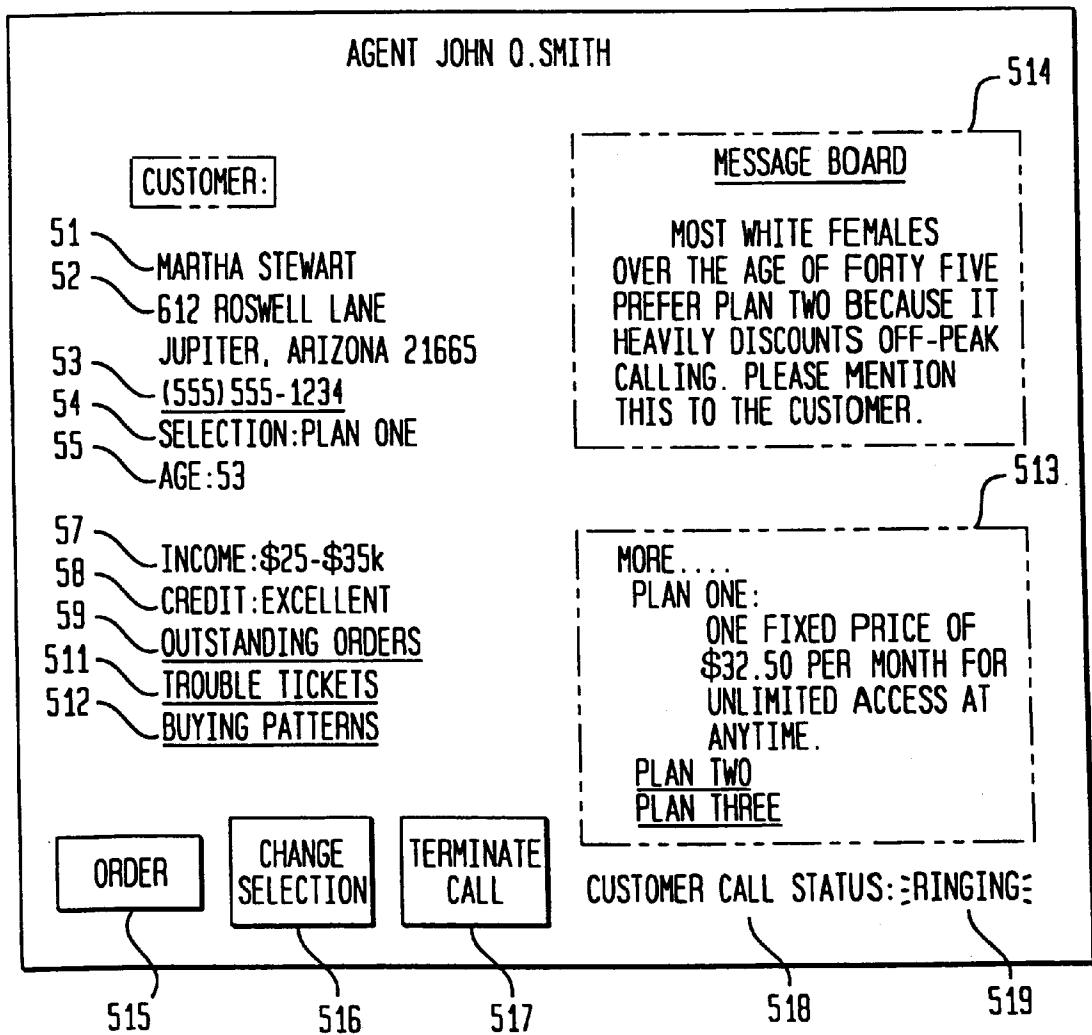 AGENT JOHN Q.SMITH
514
CUSTOMER:
51
MARTHA STEWART
52
612 ROSWELL LANE
JUPITER, ARIZONA 21665
53
(555)555-1234
54
SELECTION:PLAN ONE
55
AGE:53
57
INCOME:$25-$35k
58
CREDIT:EXCELLENT
59
OUTSTANDING ORDERS
511
TROUBLE TICKETS
512
BUYING PATTERNS
MESSAGE BOARD
MOST WHITE FEMALES
OVER THE AGE OF FORTY FIVE
PREFER PLAN TWO BECAUSE IT
HEAVILY DISCOUNTS OFF-PEAK
CALLING. PLEASE MENTION
THIS TO THE CUSTOMER.
513
MORE....
PLAN ONE:
ONE FIXED PRICE OF
$32.50 PER MONTH FOR
UNLIMITED ACCESS AT
ANYTIME.
PLAN TWO
PLAN THREE
ORDER
CHANGE
SELECTION
TERMINATE
CALL
CUSTOMER CALL STATUS: RINGING
515
516
517
518
519